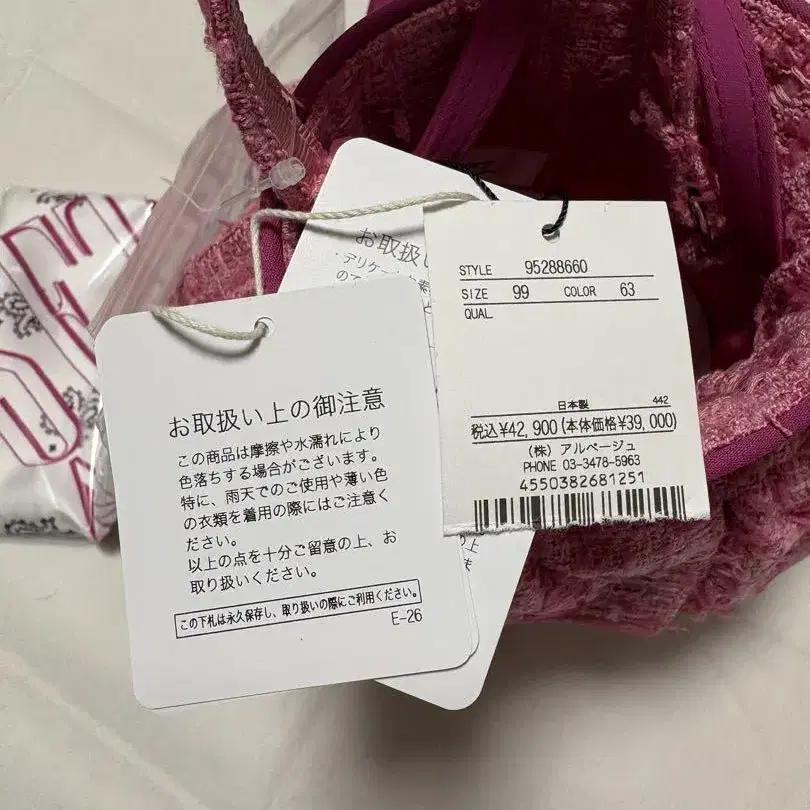 お取扱い上の御注意
この商品は摩擦や水濡れにより
色落ちする場合がございます。
特に、雨天でのご使用や薄い色
の衣類を着用の際にはご注意く
ださい。
以上の点を十分ご留意の上、お
取り扱いください。
この下札は永久保存し、取り扱いの際にご利用ください。
E-26
お取扱い
・デリケートな素
STYLE 95288660
SIZE 99 COLOR 63
QUAL
日本製 442
税込¥42,900(本体価格¥39,000)
(株) アルページュ
PHONE 03-3478-5963
4550382681251